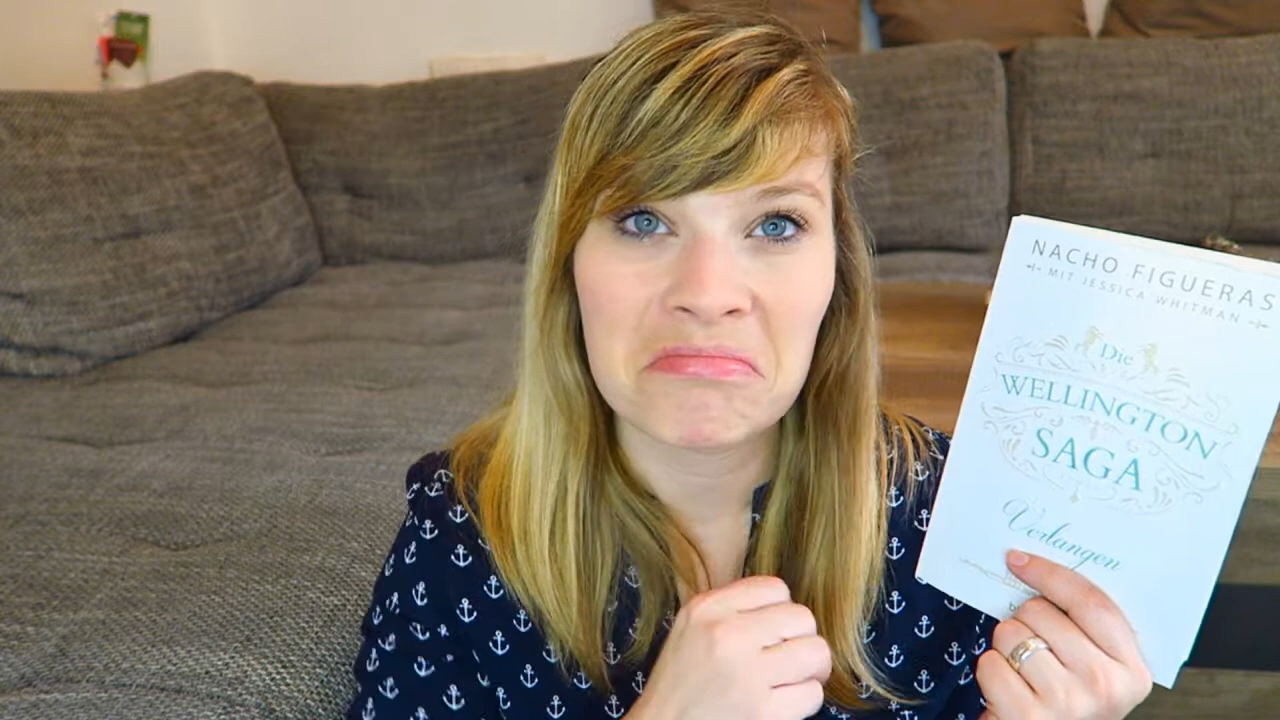 NACHO FIGUERAS
MIT JESSICA WHITMAN
Die
WELLINGTON
SAGA
Verlangen